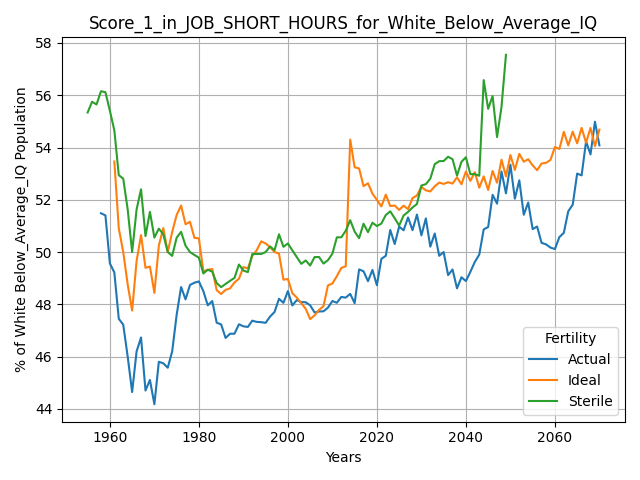 Score_1_in_JOB_SHORT_HOURS_for_White_Below_Average_IQ
% of White Below_Average_IQ Population
58
56
54
52
50
48
46
44
1960
1980
2000
2020
2040
2060
Years
Fertility
Actual
Ideal
Sterile